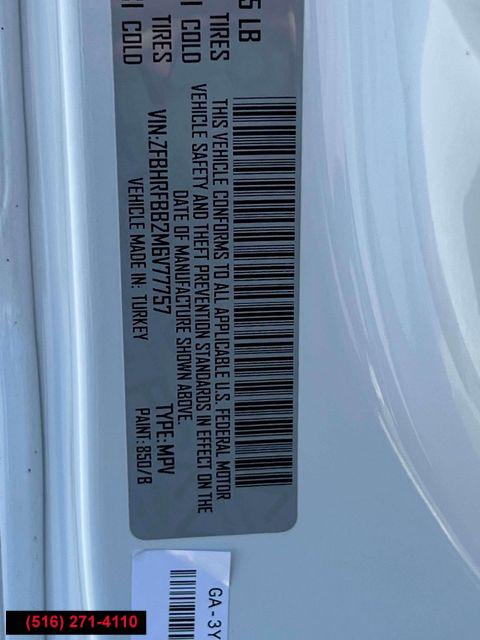 5 LB
TIRES
I COLD
TIRES
I COLD
THIS VEHICLE CONFORMS TO ALL APPLICABLE U.S. FEDERAL MOTOR
VEHICLE SAFETY AND THEFT PREVENTION STANDARDS IN EFFECT ON THE
DATE OF MANUFACTURE SHOWN ABOVE.
VIN:ZFBHRFBB2M6V77757 TYPE:MPV
VEHICLE MADE IN: TURKEY PAINT: 850/B
GA-3Y
(516) 271-4110